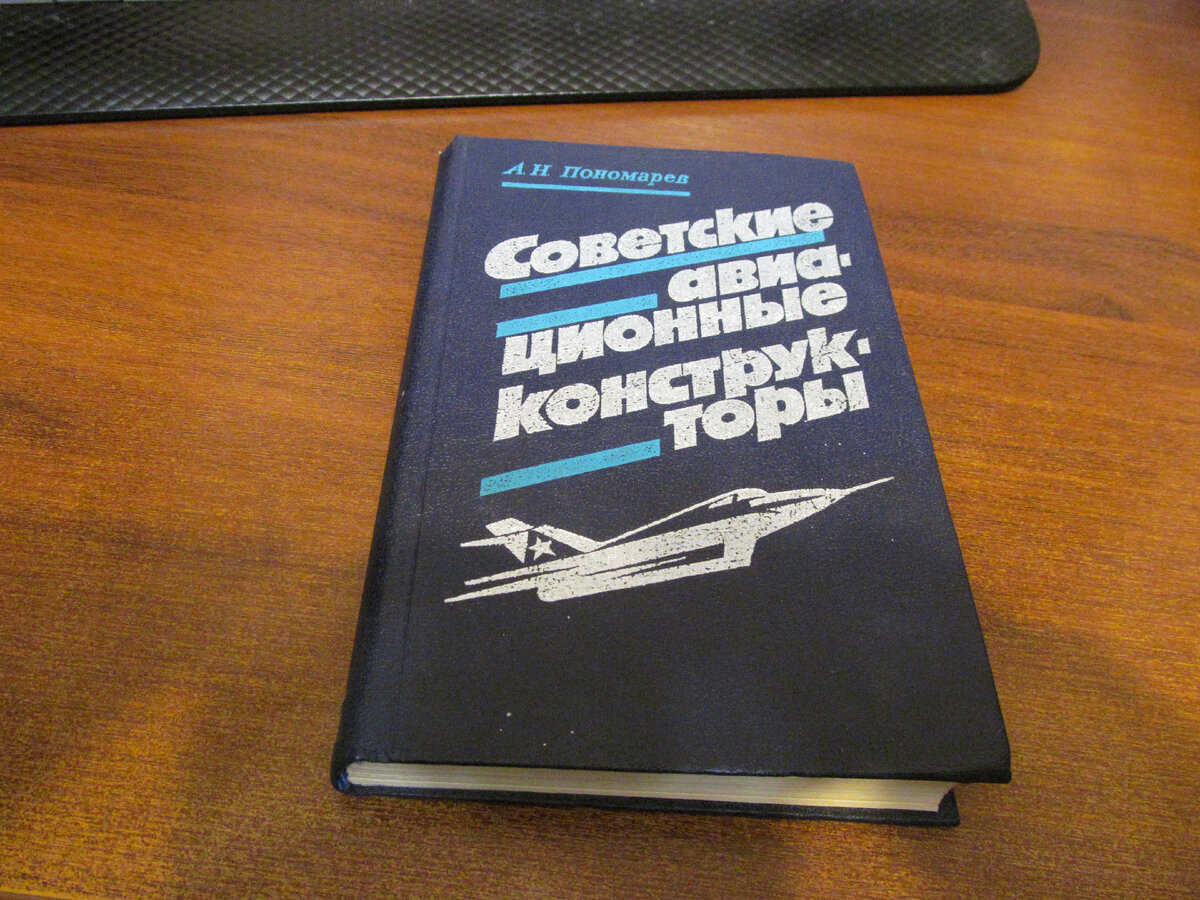 А. Н. Пономарев
Советские
авиа-
ционные
конструк-
торы